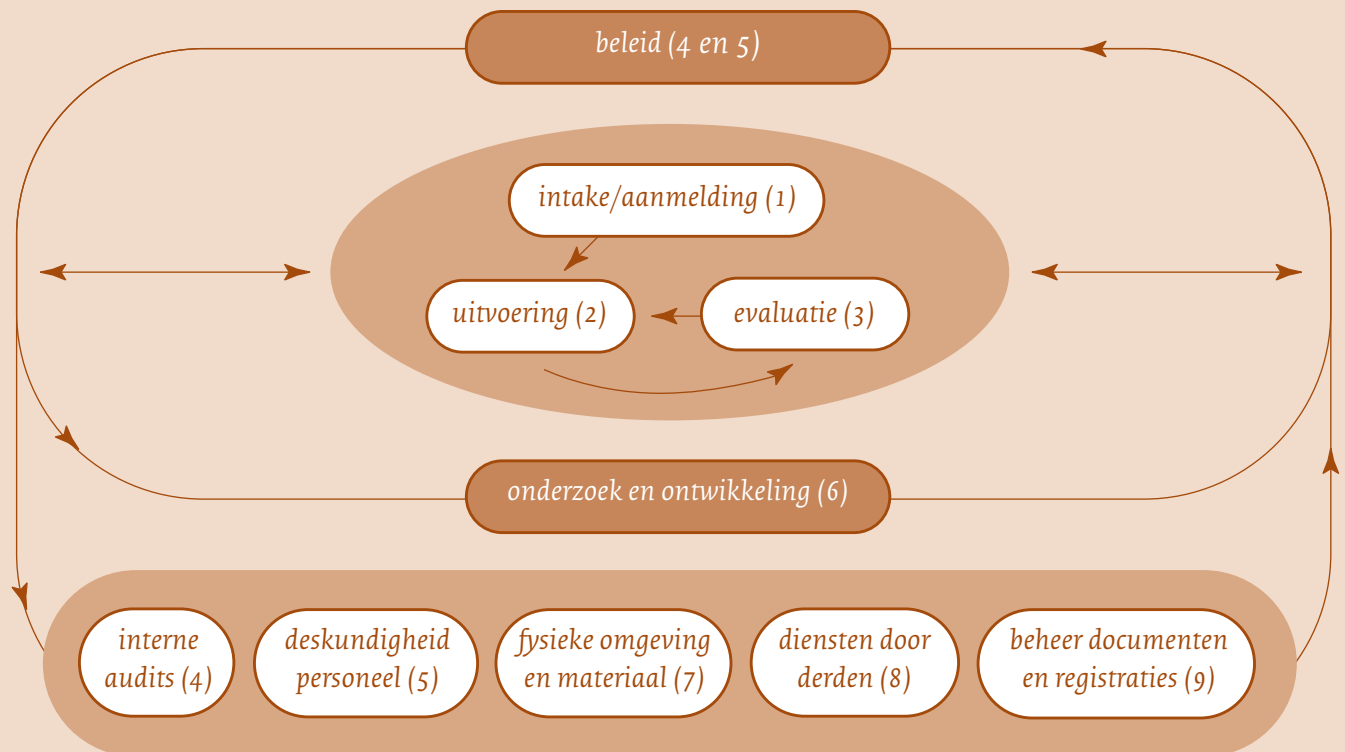 beleid (4 en 5)
intake/aanmelding (1)
uitvoering (2)
evaluatie (3)
onderzoek en ontwikkeling (6)
interne
audits (4)
deskundigheid
personeel (5)
fysieke omgeving
en materiaal (7)
diensten door
derden (8)
beheer documenten
en registraties (9)